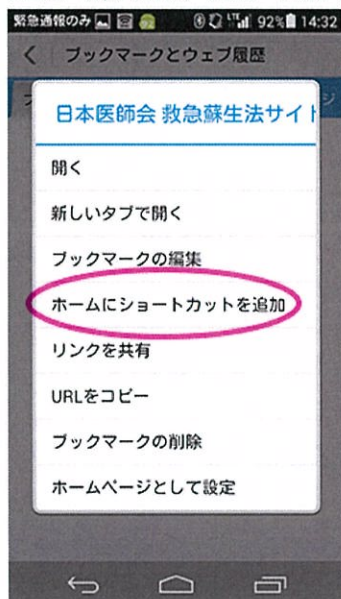 緊急通報のみ 92% 14:32
ブックマークとウェブ履歴
日本医師会 救急蘇生法サイト
開く
新しいタブで開く
ブックマークの編集
ホームにショートカットを追加
リンクを共有
URLをコピー
ブックマークの削除
ホームページとして設定